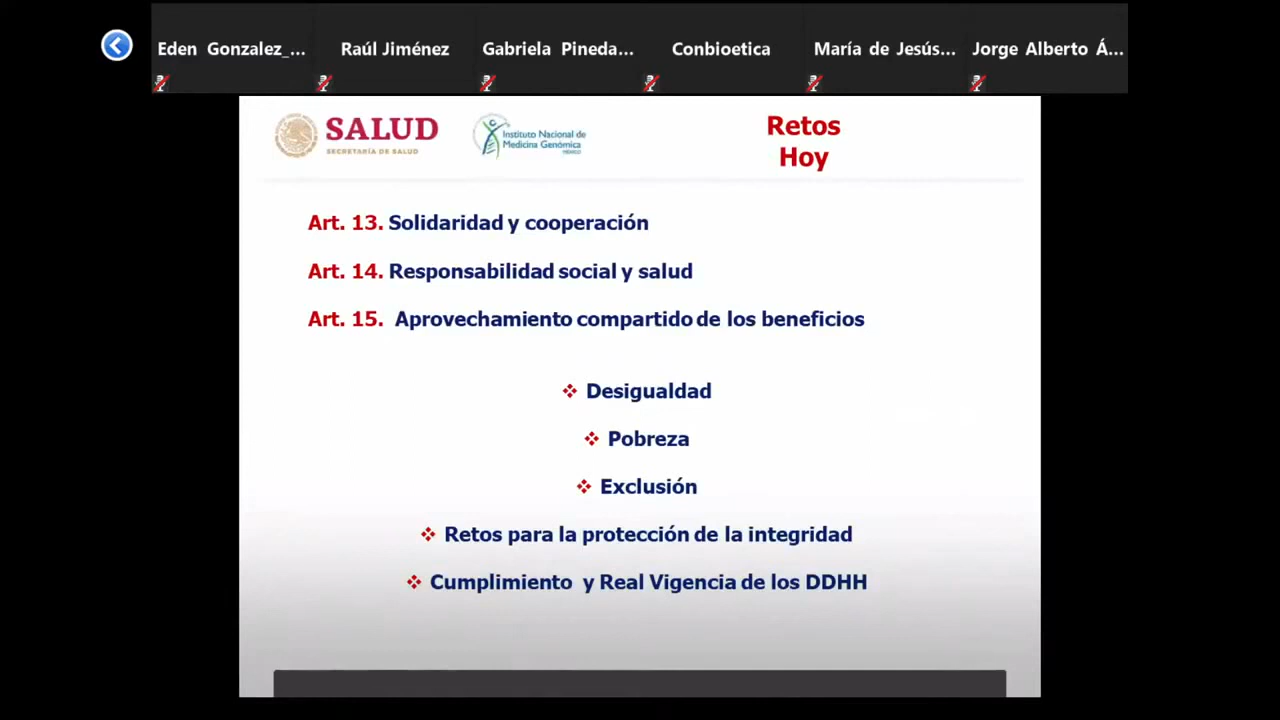 Eden Gonzalez_...
Raúl Jiménez
Gabriela Pineda...
Conbioetica
María de Jesús...
Jorge Alberto Á...
SALUD
SECRETARÍA DE SALUD
Instituto Nacional de
Medicina Genómica
MÉXICO
Retos
Hoy
Art. 13. Solidaridad y cooperación
Art. 14. Responsabilidad social y salud
Art. 15. Aprovechamiento compartido de los beneficios
❖ Desigualdad
❖ Pobreza
❖ Exclusión
❖ Retos para la protección de la integridad
❖ Cumplimiento y Real Vigencia de los DDHH